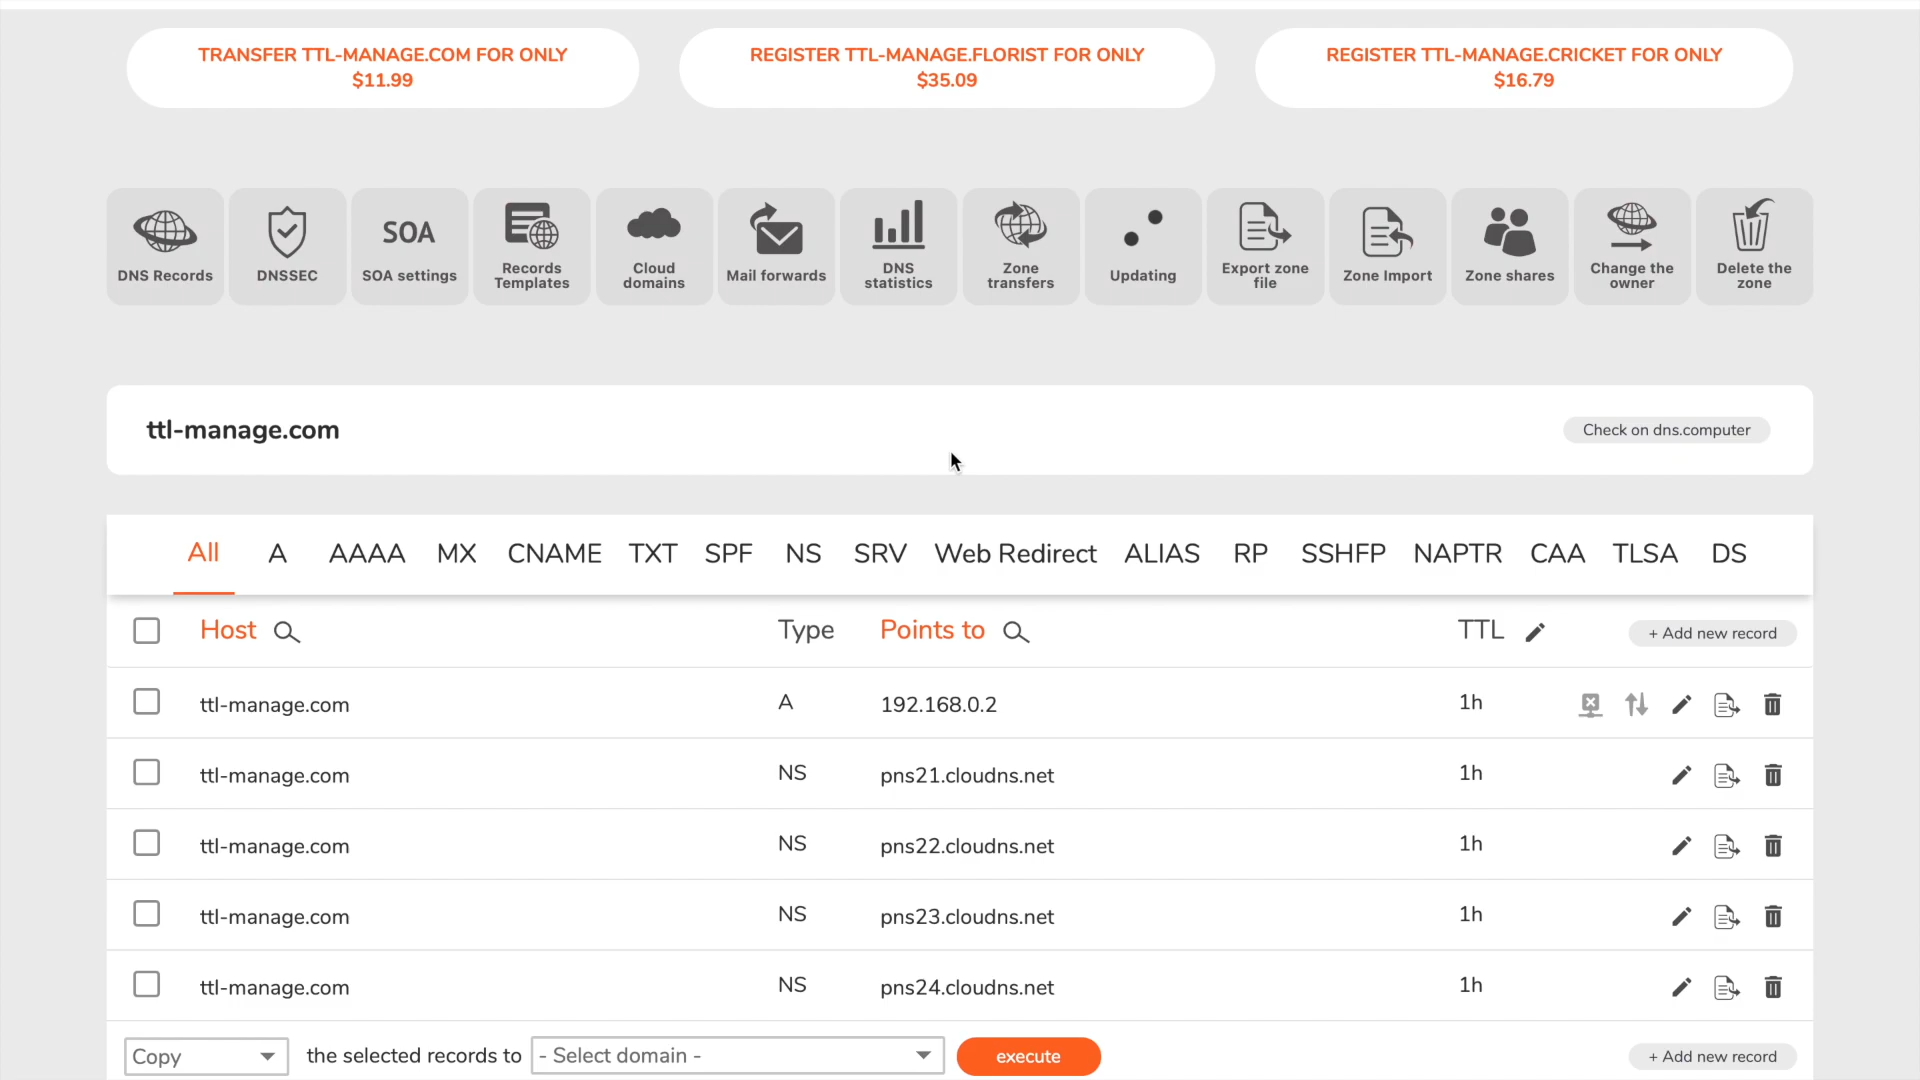 TRANSFER TTL-MANAGE.COM FOR ONLY
$11.99
REGISTER TTL-MANAGE.FLORIST FOR ONLY
$35.09
REGISTER TTL-MANAGE.CRICKET FOR ONLY
$16.79
DNS Records
DNSSEC
SOA
SOA settings
Records
Templates
Cloud
domains
Mail forwards
DNS
statistics
Zone
transfers
Updating
Export zone
file
Zone Import
Zone shares
Change the
owner
Delete the
zone
ttl-manage.com
Check on dns.computer
All A AAAA MX CNAME TXT SPF NS SRV Web Redirect ALIAS RP SSHFP NAPTR CAA TLSA DS
Host Type Points to TTL + Add new record
ttl-manage.com A 192.168.0.2 1h
ttl-manage.com NS pns21.cloudns.net 1h
ttl-manage.com NS pns22.cloudns.net 1h
ttl-manage.com NS pns23.cloudns.net 1h
ttl-manage.com NS pns24.cloudns.net 1h
Copy the selected records to - Select domain - execute + Add new record